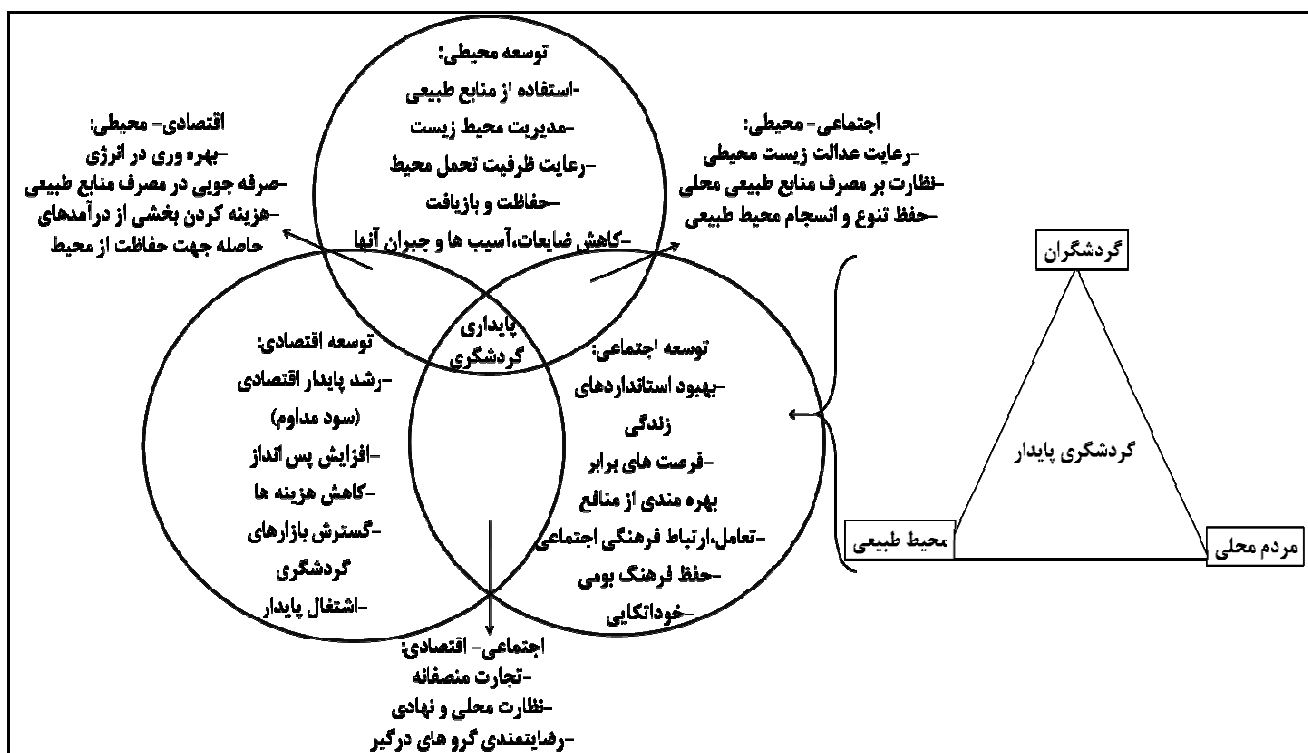 توسعه محیطی:
-استفاده از منابع طبیعی
-مدیریت محیط زیست
-رعایت ظرفیت تحمل محیط
-حفاظت و بازیافت
-کاهش ضایعات،آسیب ها و جبران آنها
اجتماعی- محیطی:
-رعایت عدالت زیست محیطی
-نظارت بر مصرف منابع طبیعی محلی
-حفظ تنوع و انسجام محیط طبیعی
اقتصادی- محیطی:
-بهره وری در انرژی
-صرفه جویی در مصرف منابع طبیعی
-هزینه کردن بخشی از درآمدهای
حاصله جهت حفاظت از محیط
پایداری
گردشگری
توسعه اجتماعی:
-بهبود استانداردهای
زندگی
-فرصت های برابر
بهره مندی از منافع
-تعامل،ارتباط فرهنگی اجتماعی
-حفظ فرهنگ بومی
-خوداتکایی
توسعه اقتصادی:
-رشد پایدار اقتصادی
(سود مداوم)
-افزایش پس انداز
-کاهش هزینه ها
-گسترش بازارهای
گردشگری
-اشتغال پایدار
اجتماعی- اقتصادی:
-تجارت منصفانه
-نظارت محلی و نهادی
-رضایتمندی گرو های درگیر
گردشگران
گردشگری پایدار
مردم محلی
محیط طبیعی